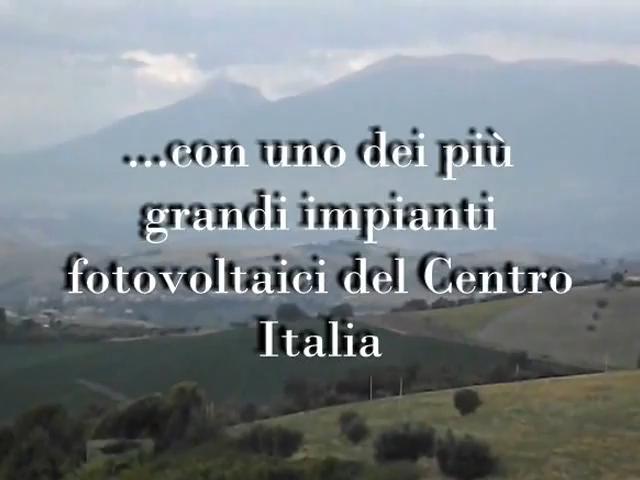 ...con uno dei più
grandi impianti
fotovoltaici del Centro
Italia